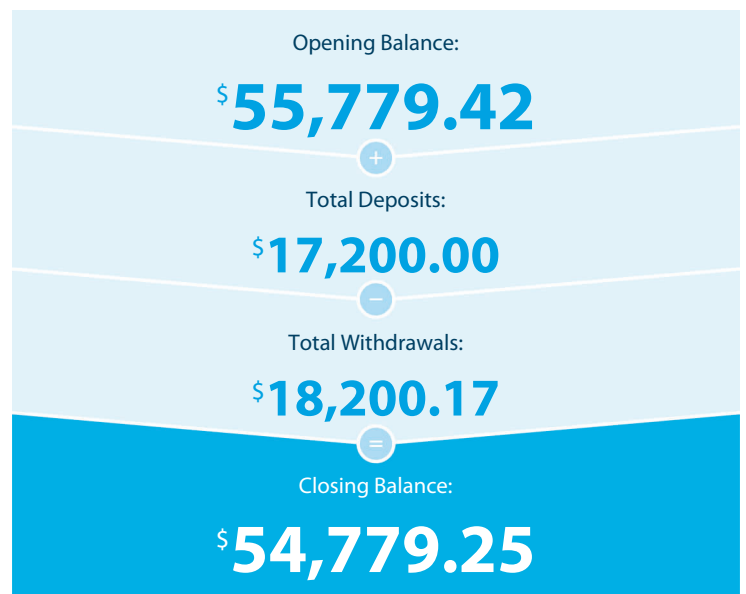 Opening Balance:
$55,779.42
+
Total Deposits:
$17,200.00
−
Total Withdrawals:
$18,200.17
=
Closing Balance:
$54,779.25